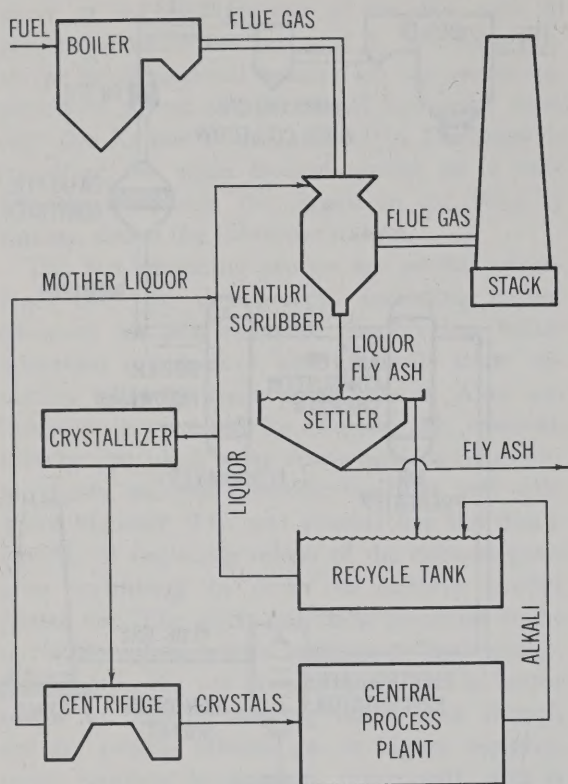 FLUE GAS
FUEL
BOILER
FLUE GAS
STACK
MOTHER LIQUOR
VENTURI
SCRUBBER
LIQUOR
FLY ASH
SETTLER
CRYSTALLIZER
FLY ASH
LIQUOR
RECYCLE TANK
ALKALI
CENTRIFUGE
CRYSTALS
CENTRAL
PROCESS
PLANT